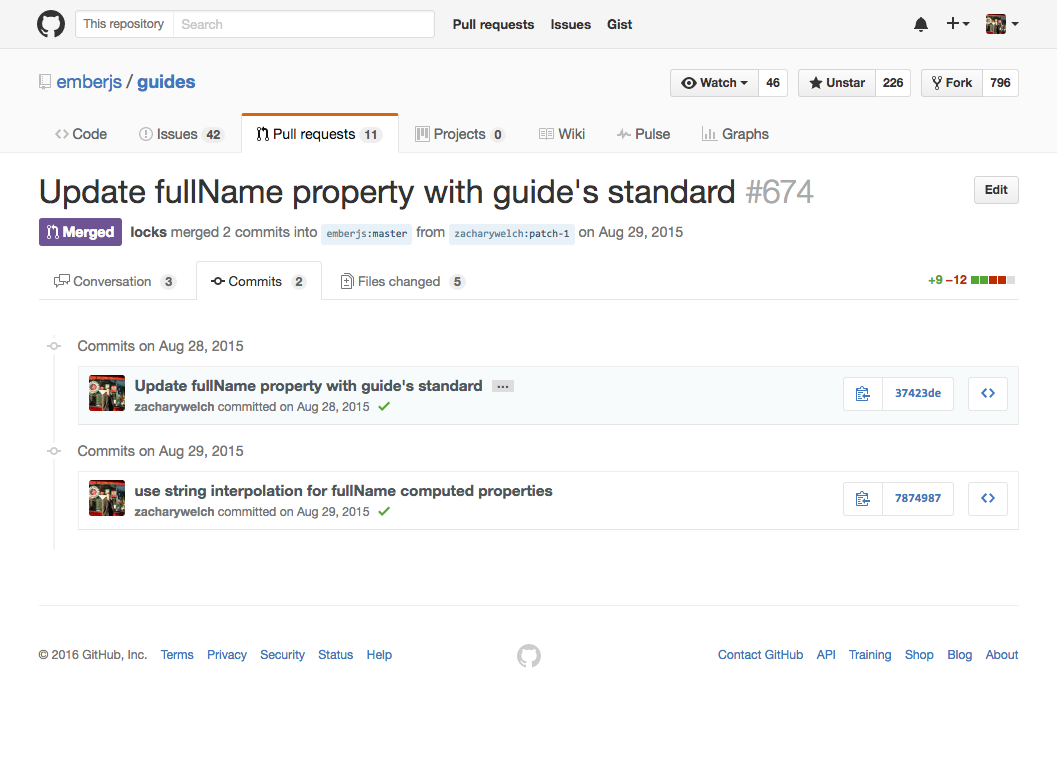 This repository Search Pull requests Issues Gist
emberjs / guides Watch 46 Unstar 226 Fork 796
Code Issues 42 Pull requests 11 Projects 0 Wiki Pulse Graphs
Update fullName property with guide's standard #674 Edit
Merged locks merged 2 commits into emberjs:master from zacharywelch:patch-1 on Aug 29, 2015
Conversation 3 Commits 2 Files changed 5 +9 −12
Commits on Aug 28, 2015
Update fullName property with guide's standard …
zacharywelch committed on Aug 28, 2015 37423de
Commits on Aug 29, 2015
use string interpolation for fullName computed properties
zacharywelch committed on Aug 29, 2015 7874987
© 2016 GitHub, Inc. Terms Privacy Security Status Help Contact GitHub API Training Shop Blog About